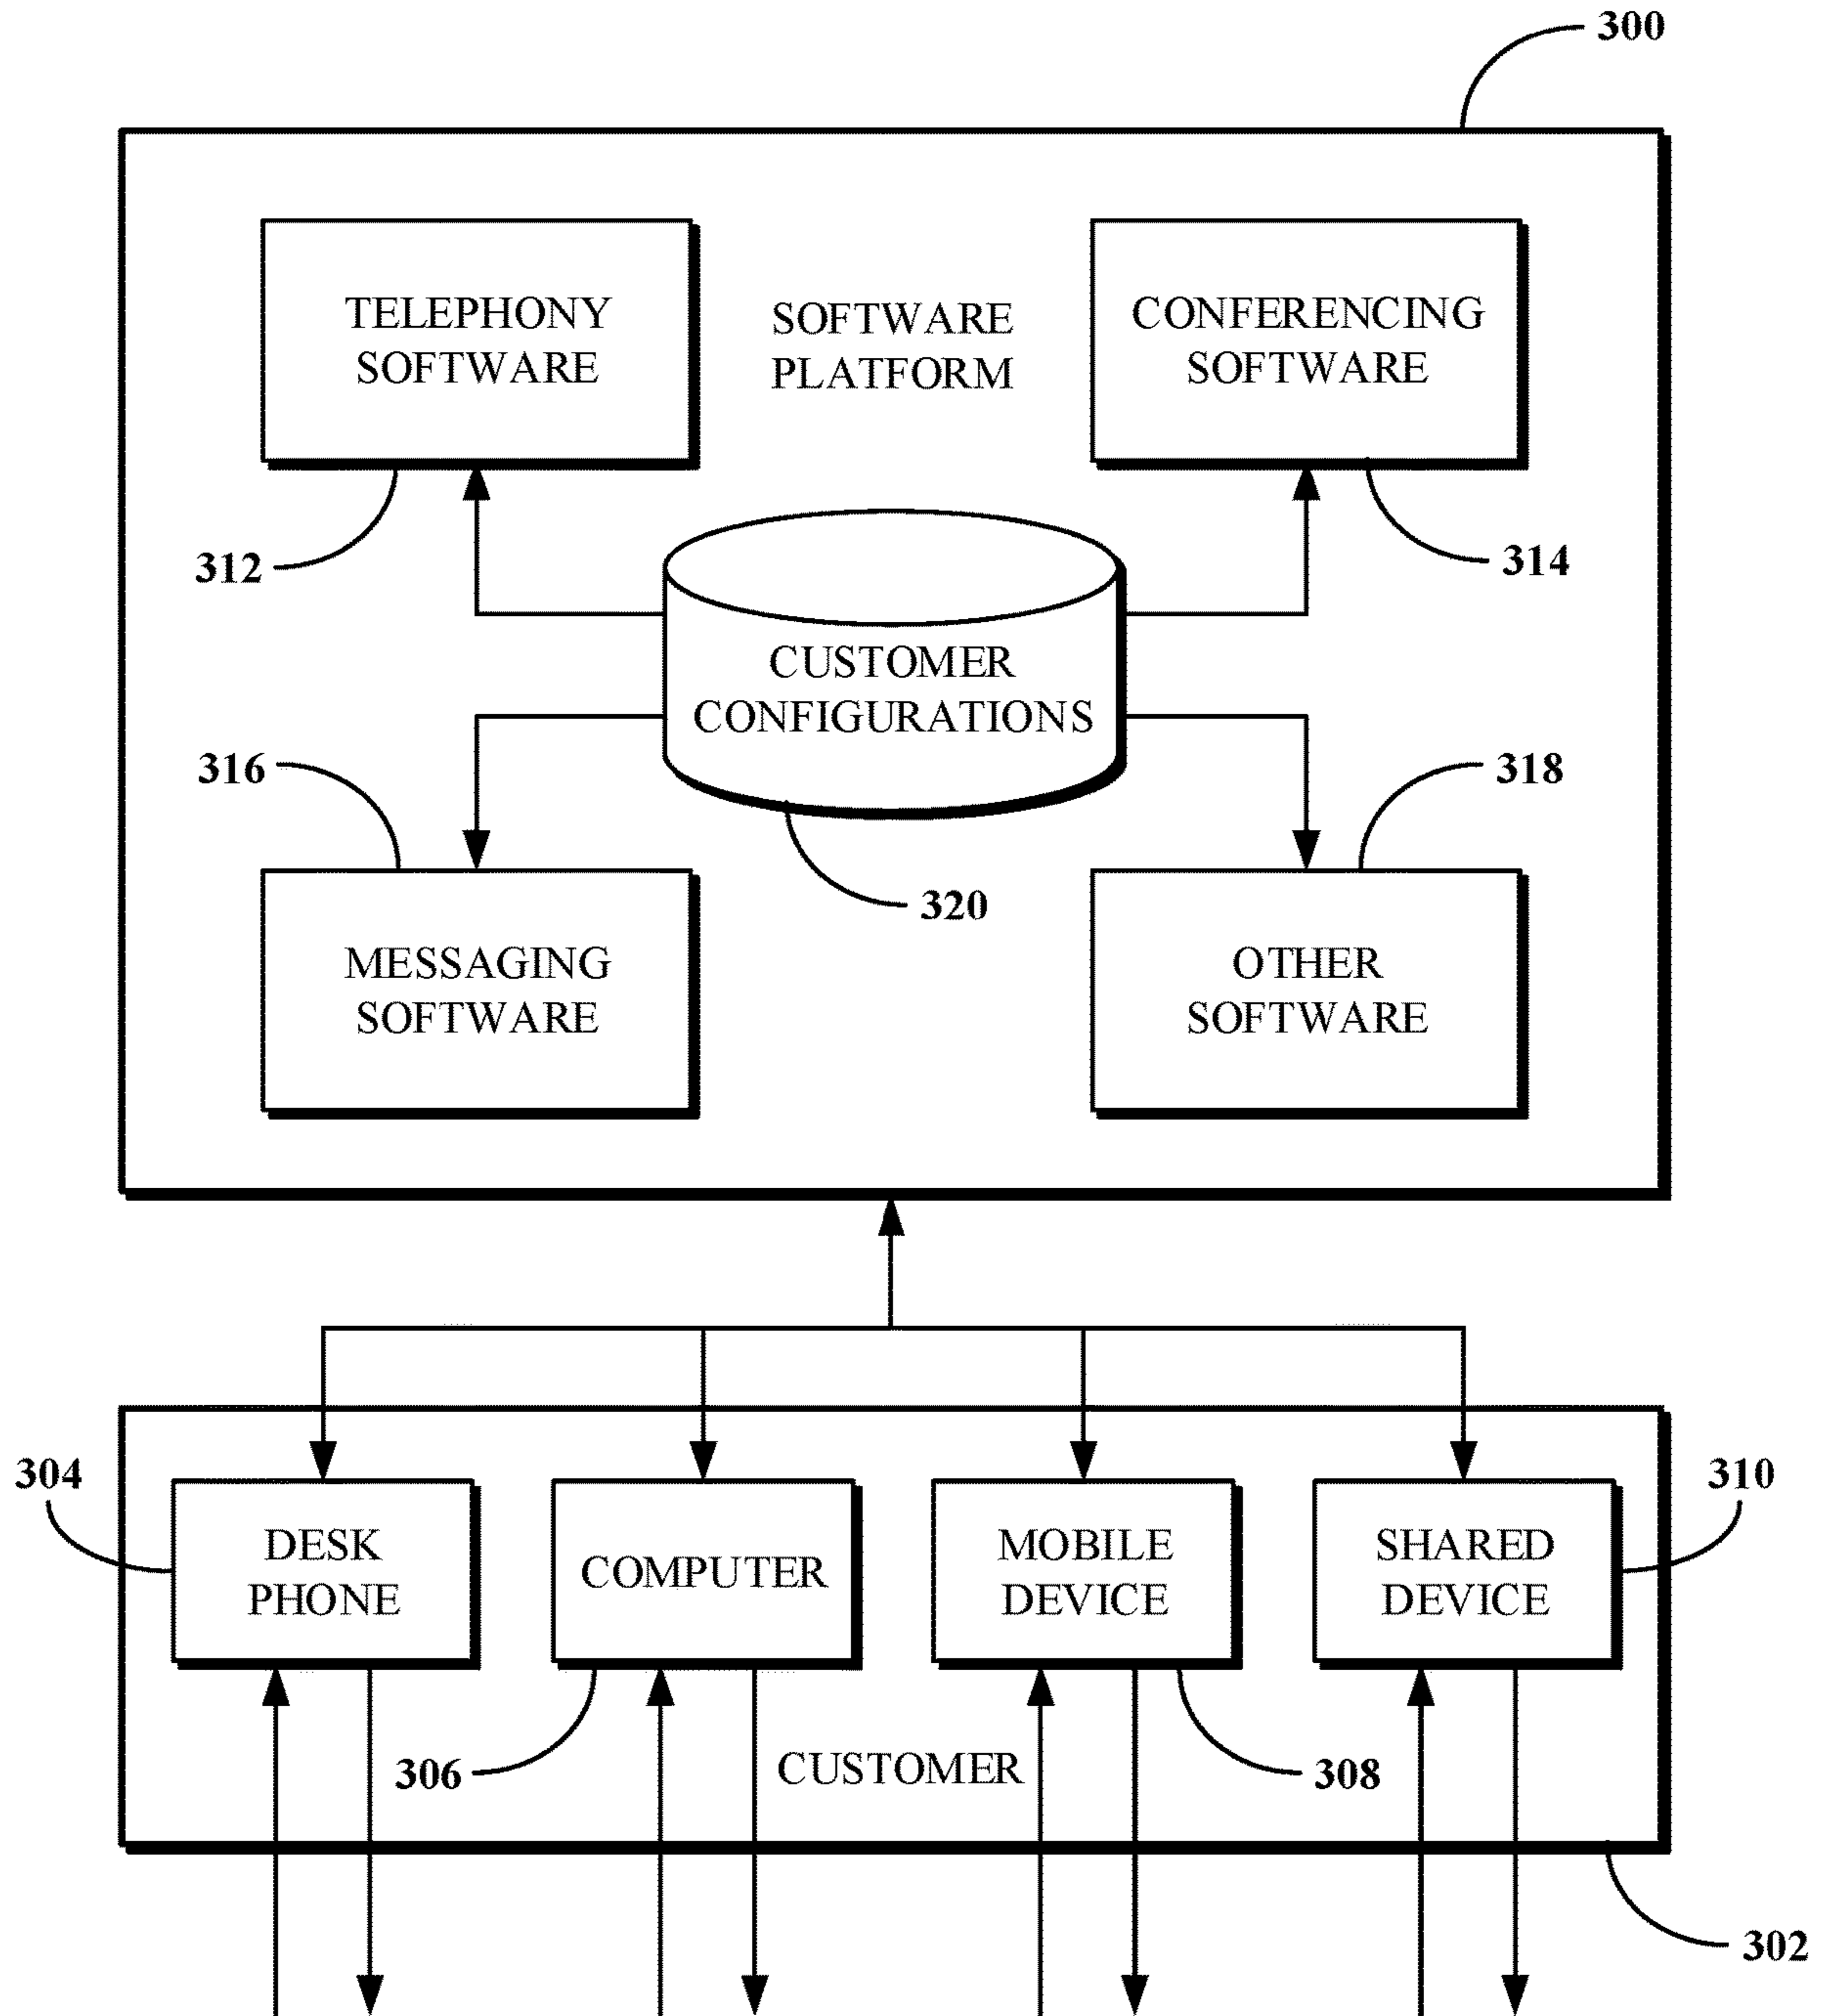 300
TELEPHONY
SOFTWARE
SOFTWARE
PLATFORM
CONFERENCING
SOFTWARE
312
314
CUSTOMER
CONFIGURATIONS
316
318
320
MESSAGING
SOFTWARE
OTHER
SOFTWARE
304
310
DESK
PHONE
COMPUTER
MOBILE
DEVICE
SHARED
DEVICE
306
CUSTOMER
308
302